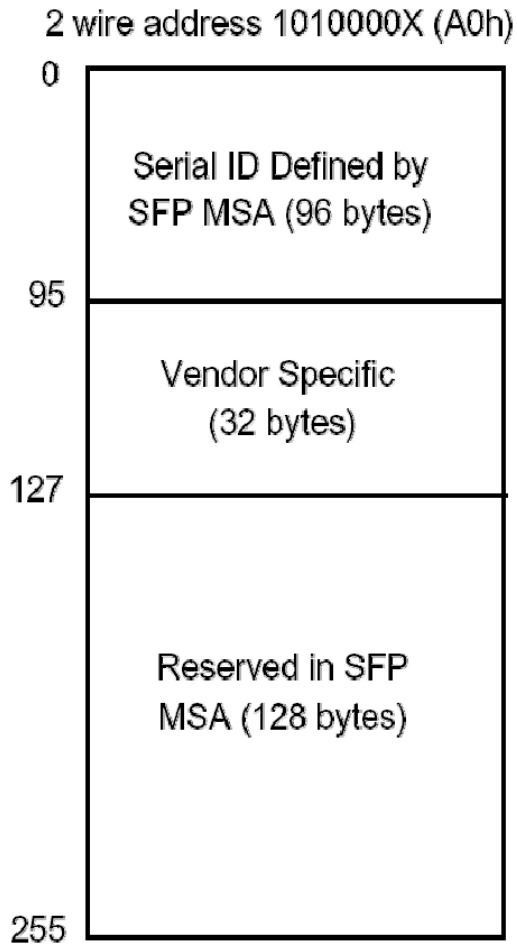 2 wire address 1010000X (A0h)
0
Serial ID Defined by
SFP MSA (96 bytes)
95
Vendor Specific
(32 bytes)
127
Reserved in SFP
MSA (128 bytes)
255